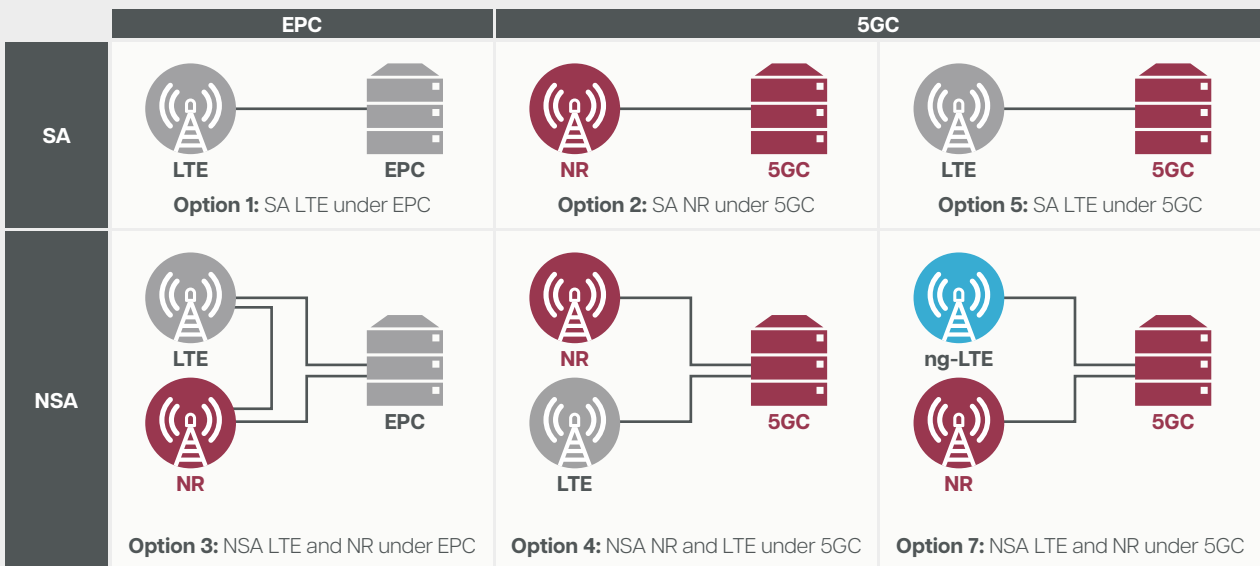 EPC
5GC
SA
LTE
EPC
Option 1: SA LTE under EPC
NR
5GC
Option 2: SA NR under 5GC
LTE
5GC
Option 5: SA LTE under 5GC
NSA
LTE
EPC
NR
Option 3: NSA LTE and NR under EPC
NR
5GC
LTE
Option 4: NSA NR and LTE under 5GC
ng-LTE
5GC
NR
Option 7: NSA LTE and NR under 5GC